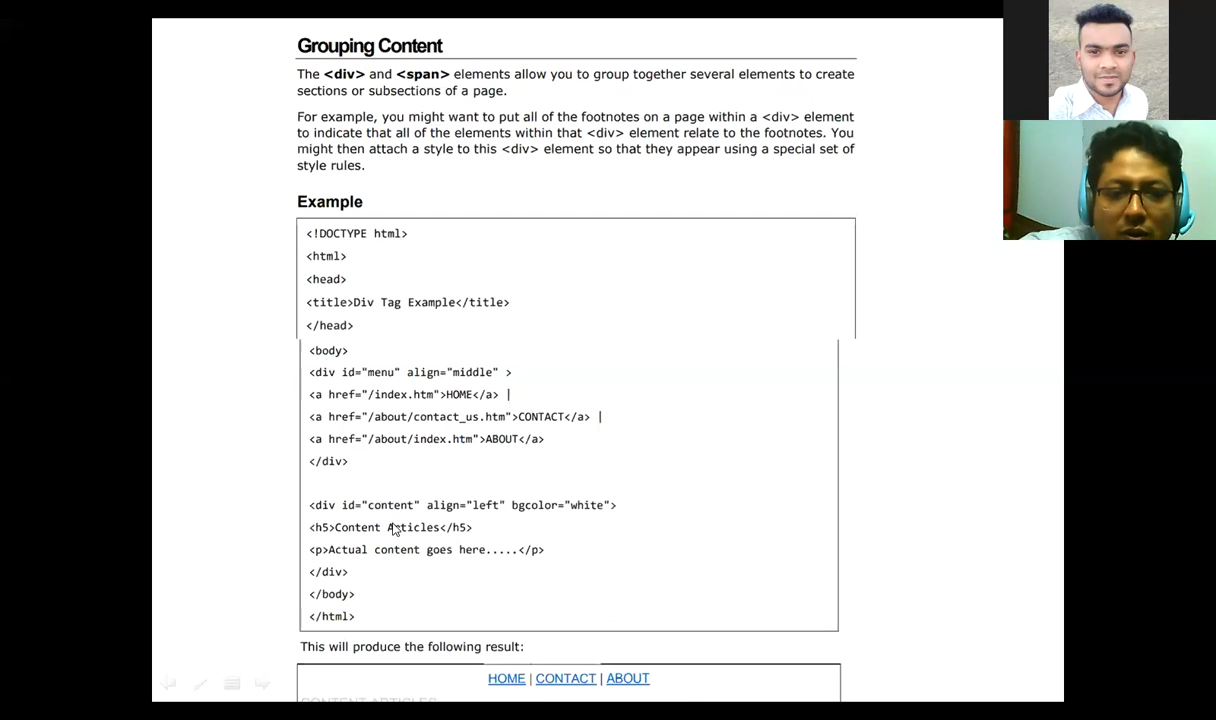 Grouping Content
The <div> and <span> elements allow you to group together several elements to create
sections or subsections of a page.
For example, you might want to put all of the footnotes on a page within a <div> element
to indicate that all of the elements within that <div> element relate to the footnotes. You
might then attach a style to this <div> element so that they appear using a special set of
style rules.
Example
<!DOCTYPE html>
<html>
<head>
<title>Div Tag Example</title>
</head>
<body>
<div id="menu" align="middle" >
<a href="/index.htm">HOME</a> |
<a href="/about/contact_us.htm">CONTACT</a> |
<a href="/about/index.htm">ABOUT</a>
</div>
<div id="content" align="left" bgcolor="white">
<h5>Content Articles</h5>
<p>Actual content goes here.....</p>
</div>
</body>
</html>
This will produce the following result:
HOME | CONTACT | ABOUT
CONTENT ARTICLES